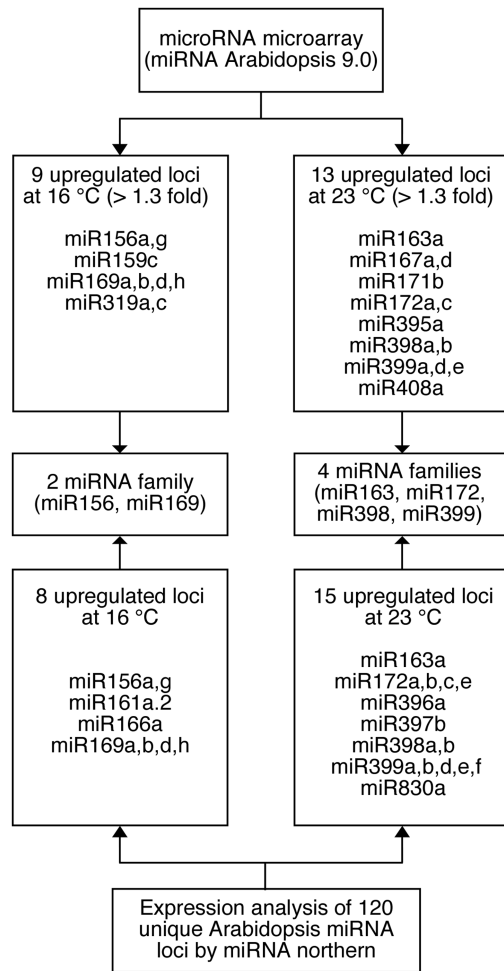 microRNA microarray
(miRNA Arabidopsis 9.0)
9 upregulated loci
at 16 °C (> 1.3 fold)
miR156a,g
miR159c
miR169a,b,d,h
miR319a,c
13 upregulated loci
at 23 °C (> 1.3 fold)
miR163a
miR167a,d
miR171b
miR172a,c
miR395a
miR398a,b
miR399a,d,e
miR408a
2 miRNA family
(miR156, miR169)
4 miRNA families
(miR163, miR172,
miR398, miR399)
8 upregulated loci
at 16 °C
miR156a,g
miR161a.2
miR166a
miR169a,b,d,h
15 upregulated loci
at 23 °C
miR163a
miR172a,b,c,e
miR396a
miR397b
miR398a,b
miR399a,b,d,e,f
miR830a
Expression analysis of 120
unique Arabidopsis miRNA
loci by miRNA northern